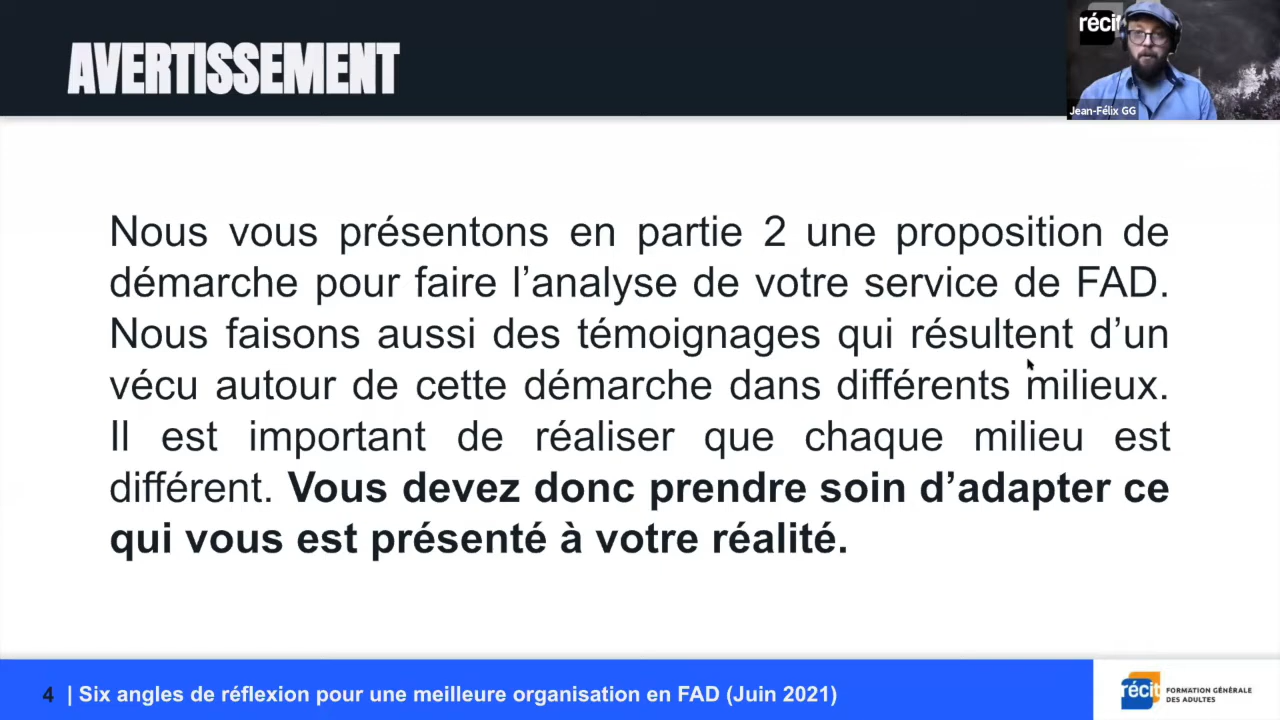 AVERTISSEMENT
récit
Jean-Félix GG
Nous vous présentons en partie 2 une proposition de
démarche pour faire l’analyse de votre service de FAD.
Nous faisons aussi des témoignages qui résultent d’un
vécu autour de cette démarche dans différents milieux.
Il est important de réaliser que chaque milieu est
différent. Vous devez donc prendre soin d’adapter ce
qui vous est présenté à votre réalité.
4 | Six angles de réflexion pour une meilleure organisation en FAD (Juin 2021)
récit FORMATION GÉNÉRALE
DES ADULTES